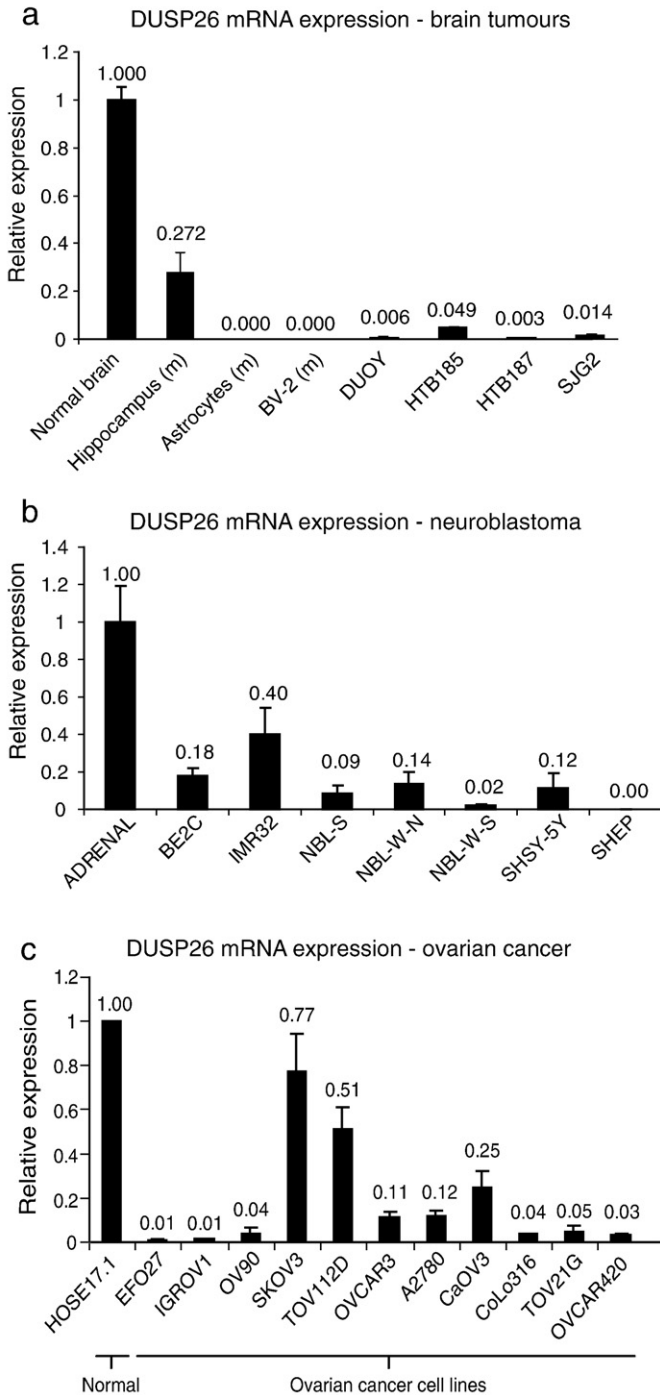 a
DUSP26 mRNA expression - brain tumours
Relative expression
1.2
1
0.8
0.6
0.4
0.2
0
1.000
0.272
0.000
0.000
0.006
0.049
0.003
0.014
Normal brain
Hippocampus (m)
Astrocytes (m)
BV-2 (m)
DUOY
HTB185
HTB187
SJG2
b
DUSP26 mRNA expression - neuroblastoma
Relative expression
1.4
1.2
1
0.8
0.6
0.4
0.2
0
1.00
0.18
0.40
0.09
0.14
0.02
0.12
0.00
ADRENAL
BE2C
IMR32
NBL-S
NBL-W-N
NBL-W-S
SHSY-5Y
SHEP
c
DUSP26 mRNA expression - ovarian cancer
Relative expression
1.2
1
0.8
0.6
0.4
0.2
0
1.00
0.01
0.01
0.04
0.77
0.51
0.11
0.12
0.25
0.04
0.05
0.03
HOSE17.1
EFO27
IGROV1
OV90
SKOV3
TOV112D
OVCAR3
A2780
CaOV3
CoLo316
TOV21G
OVCAR420
Normal
Ovarian cancer cell lines